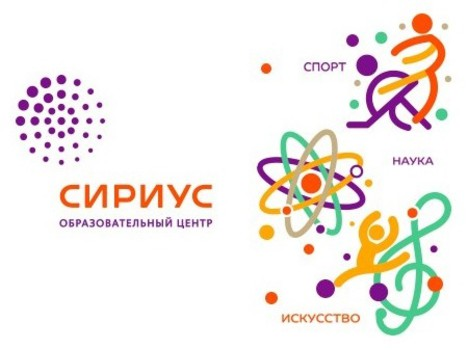 СИРИУС
ОБРАЗОВАТЕЛЬНЫЙ ЦЕНТР
СПОРТ
НАУКА
ИСКУССТВО